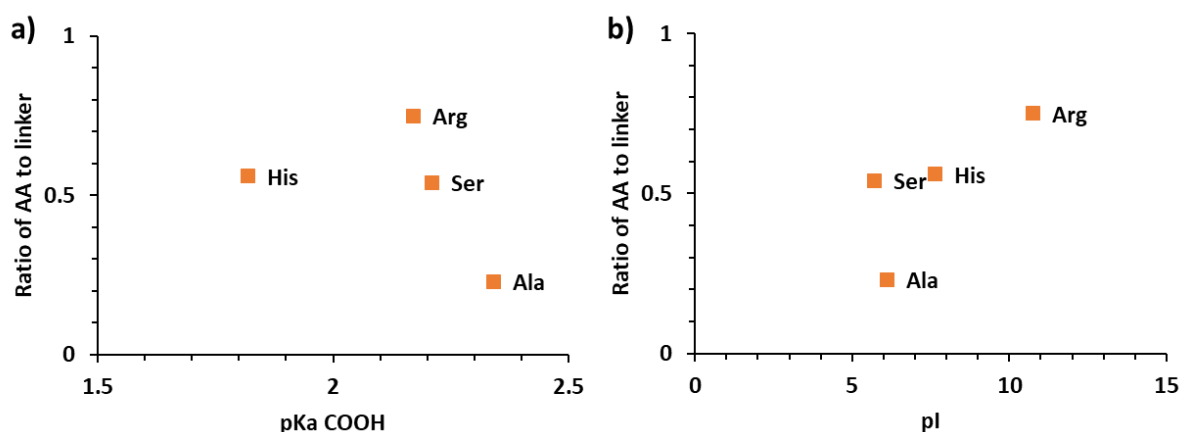 a)
Ratio of AA to linker
1
0.5
0
Arg
His
Ser
Ala
1.5 2 2.5
pKa COOH
b)
Ratio of AA to linker
1
0.5
0
Arg
Ser His
Ala
0 5 10 15
pI